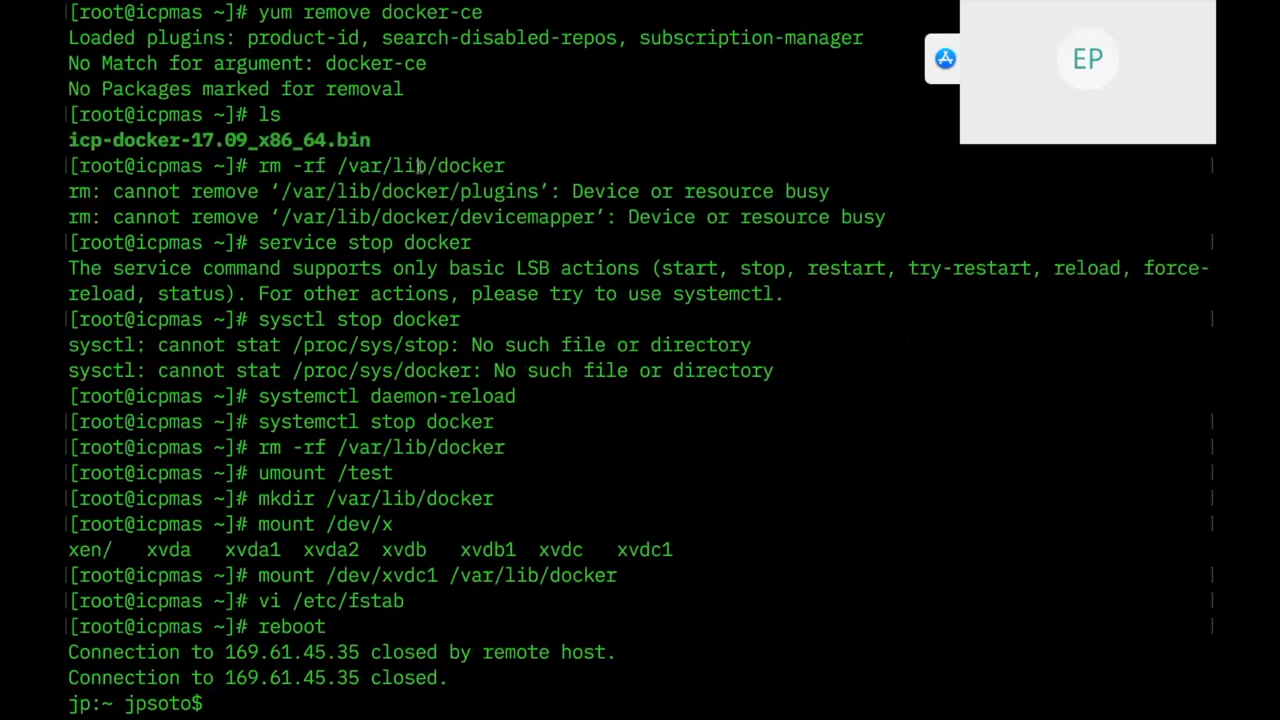 [root@icpmas ~]# yum remove docker-ce
Loaded plugins: product-id, search-disabled-repos, subscription-manager
No Match for argument: docker-ce
No Packages marked for removal
[root@icpmas ~]# ls
icp-docker-17.09_x86_64.bin
[root@icpmas ~]# rm -rf /var/lib/docker
rm: cannot remove ‘/var/lib/docker/plugins’: Device or resource busy
rm: cannot remove ‘/var/lib/docker/devicemapper’: Device or resource busy
[root@icpmas ~]# service stop docker
The service command supports only basic LSB actions (start, stop, restart, try-restart, reload, force-
reload, status). For other actions, please try to use systemctl.
[root@icpmas ~]# sysctl stop docker
sysctl: cannot stat /proc/sys/stop: No such file or directory
sysctl: cannot stat /proc/sys/docker: No such file or directory
[root@icpmas ~]# systemctl daemon-reload
[root@icpmas ~]# systemctl stop docker
[root@icpmas ~]# rm -rf /var/lib/docker
[root@icpmas ~]# umount /test
[root@icpmas ~]# mkdir /var/lib/docker
[root@icpmas ~]# mount /dev/x
xen/ xvda xvda1 xvda2 xvdb xvdb1 xvdc xvdc1
[root@icpmas ~]# mount /dev/xvdc1 /var/lib/docker
[root@icpmas ~]# vi /etc/fstab
[root@icpmas ~]# reboot
Connection to 169.61.45.35 closed by remote host.
Connection to 169.61.45.35 closed.
jp:~ jpsoto$
EP